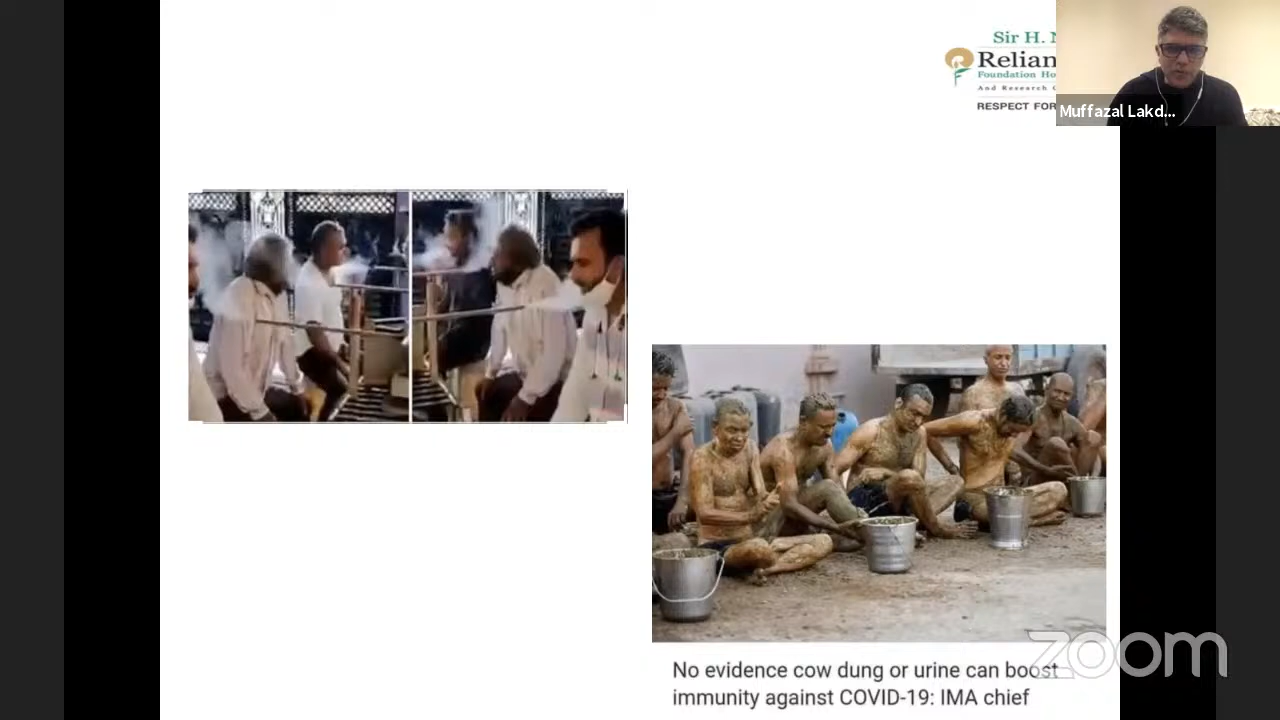 Sir H. N
Relian
Foundation Ho
And Research C
RESPECT FOR
Muffazal Lakd...
No evidence cow dung or urine can boost
immunity against COVID-19: IMA chief
zoom